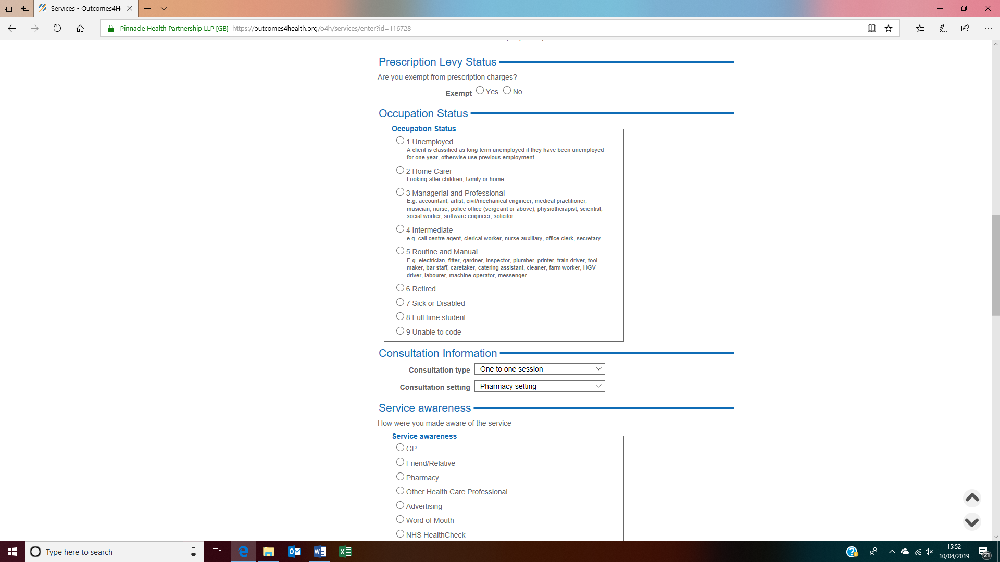 Services - Outcomes4He
Pinnacle Health Partnership LLP [GB] https://outcomes4health.org/o4h/services/enter?id=116728
Prescription Levy Status
Are you exempt from prescription charges?
Exempt Yes No
Occupation Status
Occupation Status
1 Unemployed
A client is classified as long term unemployed if they have been unemployed
for one year, otherwise use previous employment.
2 Home Carer
Looking after children, family or home.
3 Managerial and Professional
E.g. accountant, artist, civil/mechanical engineer, medical practitioner,
musician, nurse, police office (sergeant or above), physiotherapist, scientist,
social worker, software engineer, solicitor
4 Intermediate
e.g. call centre agent, clerical worker, nurse auxiliary, office clerk, secretary
5 Routine and Manual
E.g. electrician, fitter, gardner, inspector, plumber, printer, train driver, tool
maker, bar staff, caretaker, catering assistant, cleaner, farm worker, HGV
driver, labourer, machine operator, messenger
6 Retired
7 Sick or Disabled
8 Full time student
9 Unable to code
Consultation Information
Consultation type One to one session
Consultation setting Pharmacy setting
Service awareness
How were you made aware of the service
Service awareness
GP
Friend/Relative
Pharmacy
Other Health Care Professional
Advertising
Word of Mouth
NHS HealthCheck
Type here to search
15:52
10/04/2019
21